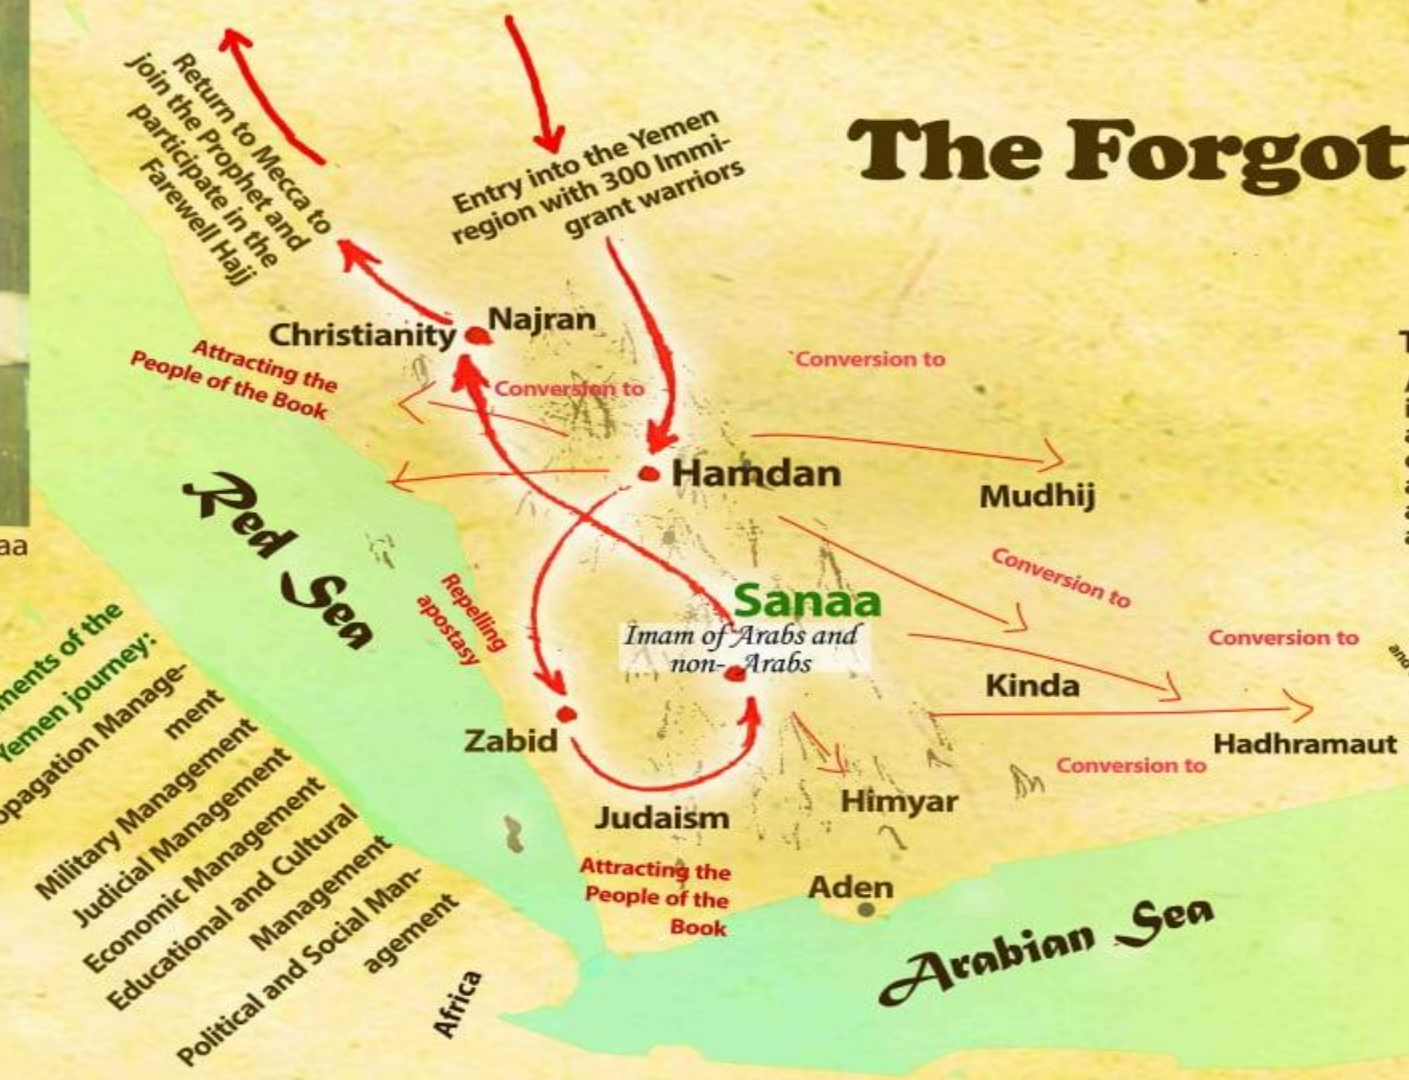 The Forgot
Return to Mecca to
join the Prophet and
participate in the
Farewell Hajj
Entry into the Yemen
region with 300 Immi-
grant warriors
Christianity
Najran
Attracting the
People of the Book
Conversion to
`Conversion to
Hamdan
Mudhij
Red Sea
Conversion to
Repelling
apostasy
Sanaa
Imam of Arabs and
non- Arabs
Conversion to
Kinda
Zabid
Hadhramaut
Conversion to
Himyar
Judaism
Attracting the
People of the
Book
Aden
Arabian Sea
Africa
aa
ments of the
Yemen journey:
opagation Manage-
ment
Military Management
Judicial Management
Economic Management
Educational and Cultural
Management
Political and Social Man-
agement
and